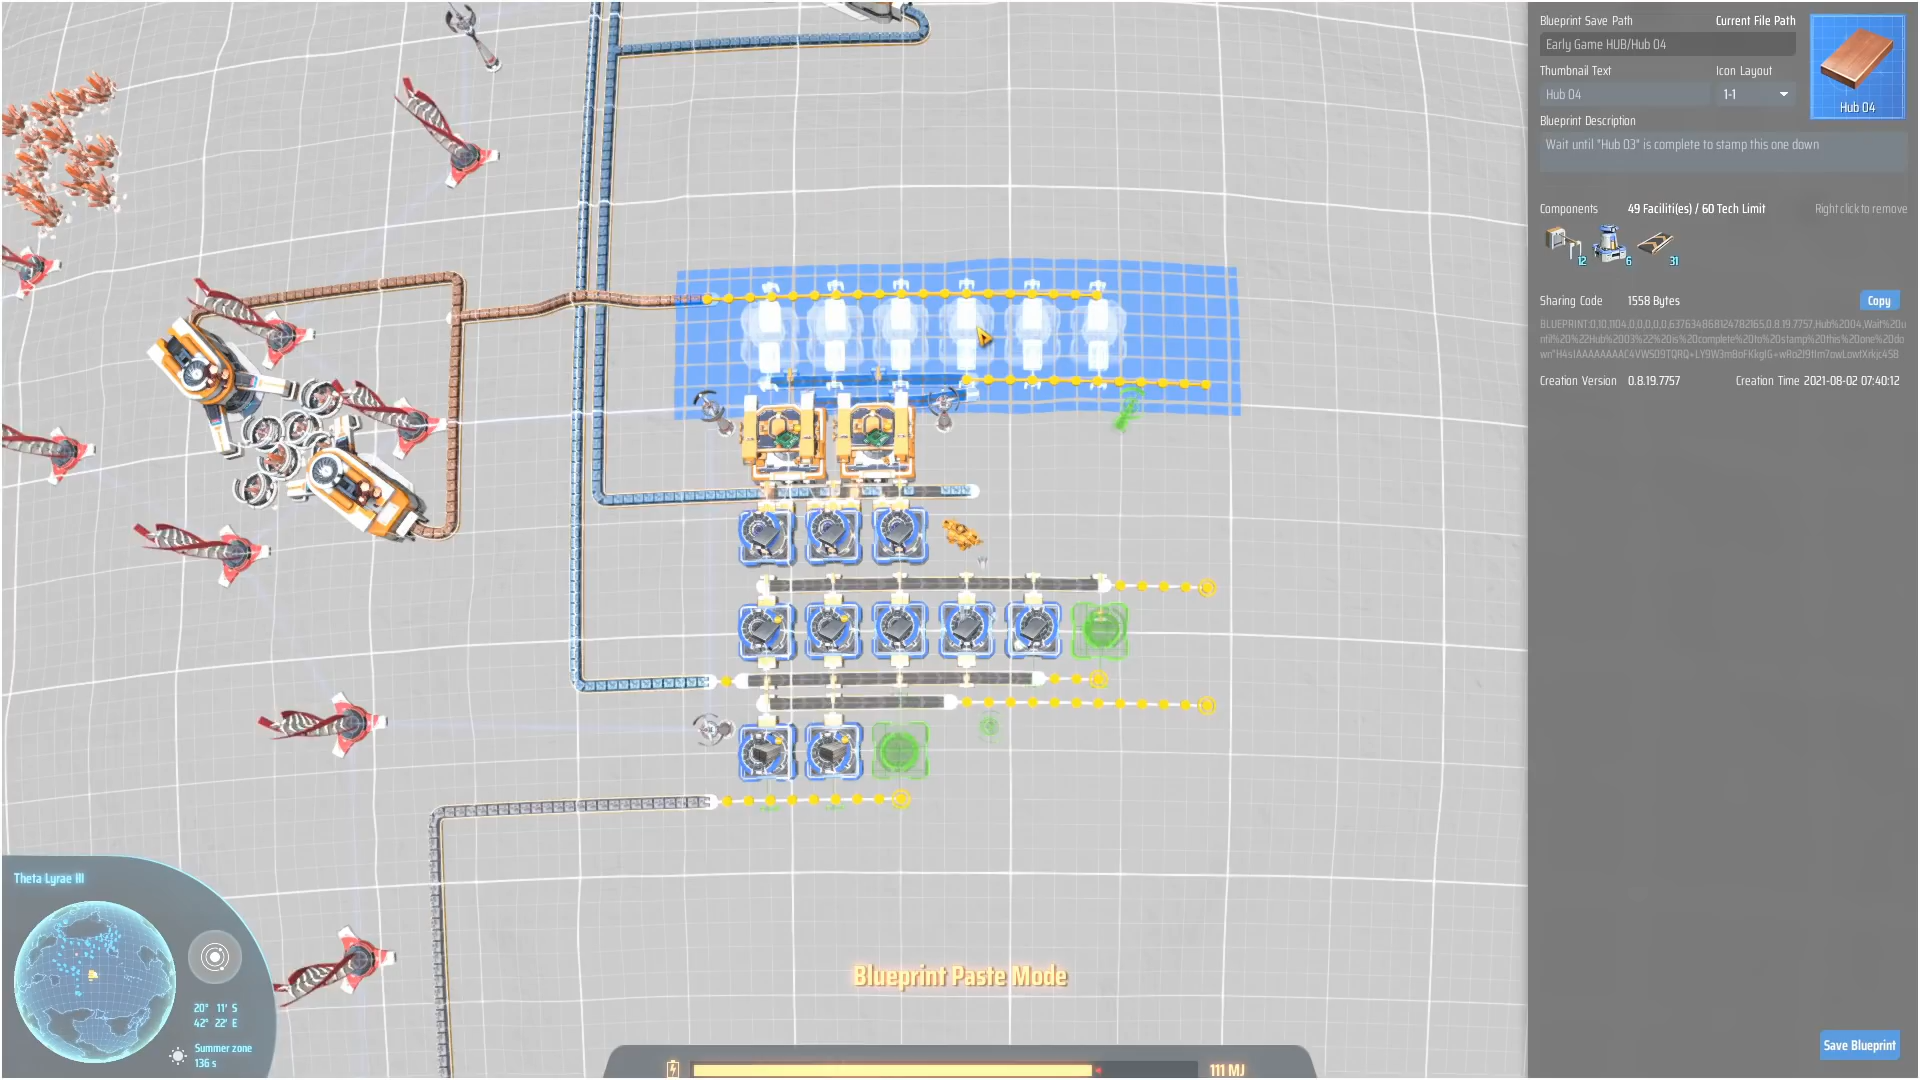 Blueprint Save Path
Current File Path
Early Game HUB/Hub 04
Thumbnail Text
Icon Layout
Hub 04
1-1
Hub 04
Blueprint Description
Wait until "Hub 03" is complete to stamp this one down
Components
49 Faciliti(es) / 60 Tech Limit
Right click to remove
12
6
31
Sharing Code
1558 Bytes
Copy
Creation Version
0.8.19.7757
Creation Time 2021-08-02 07:40:12
Blueprint Paste Mode
Theta Lyrae III
20° 11' S
42° 22' E
Summer zone
136 s
111 MJ
Save Blueprint